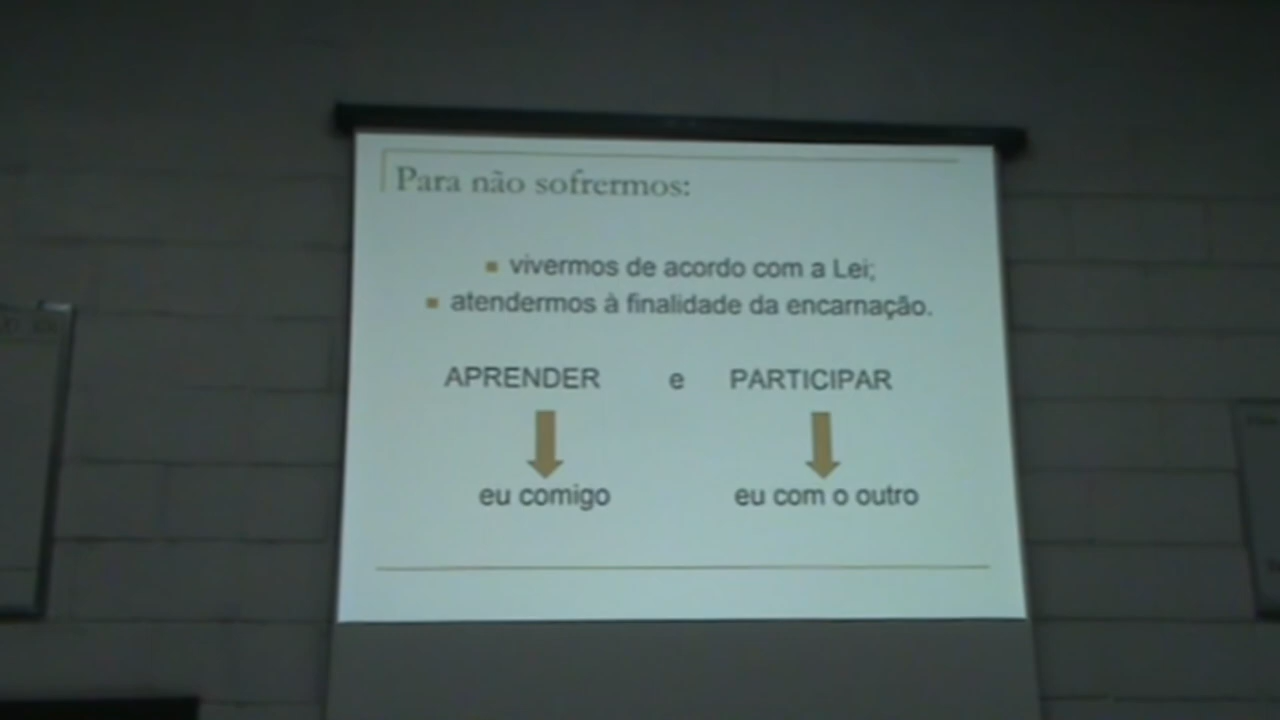 Para não sofrermos:
vivermos de acordo com a Lei;
atendermos à finalidade da encarnação.
APRENDER e PARTICIPAR
eu comigo eu com o outro